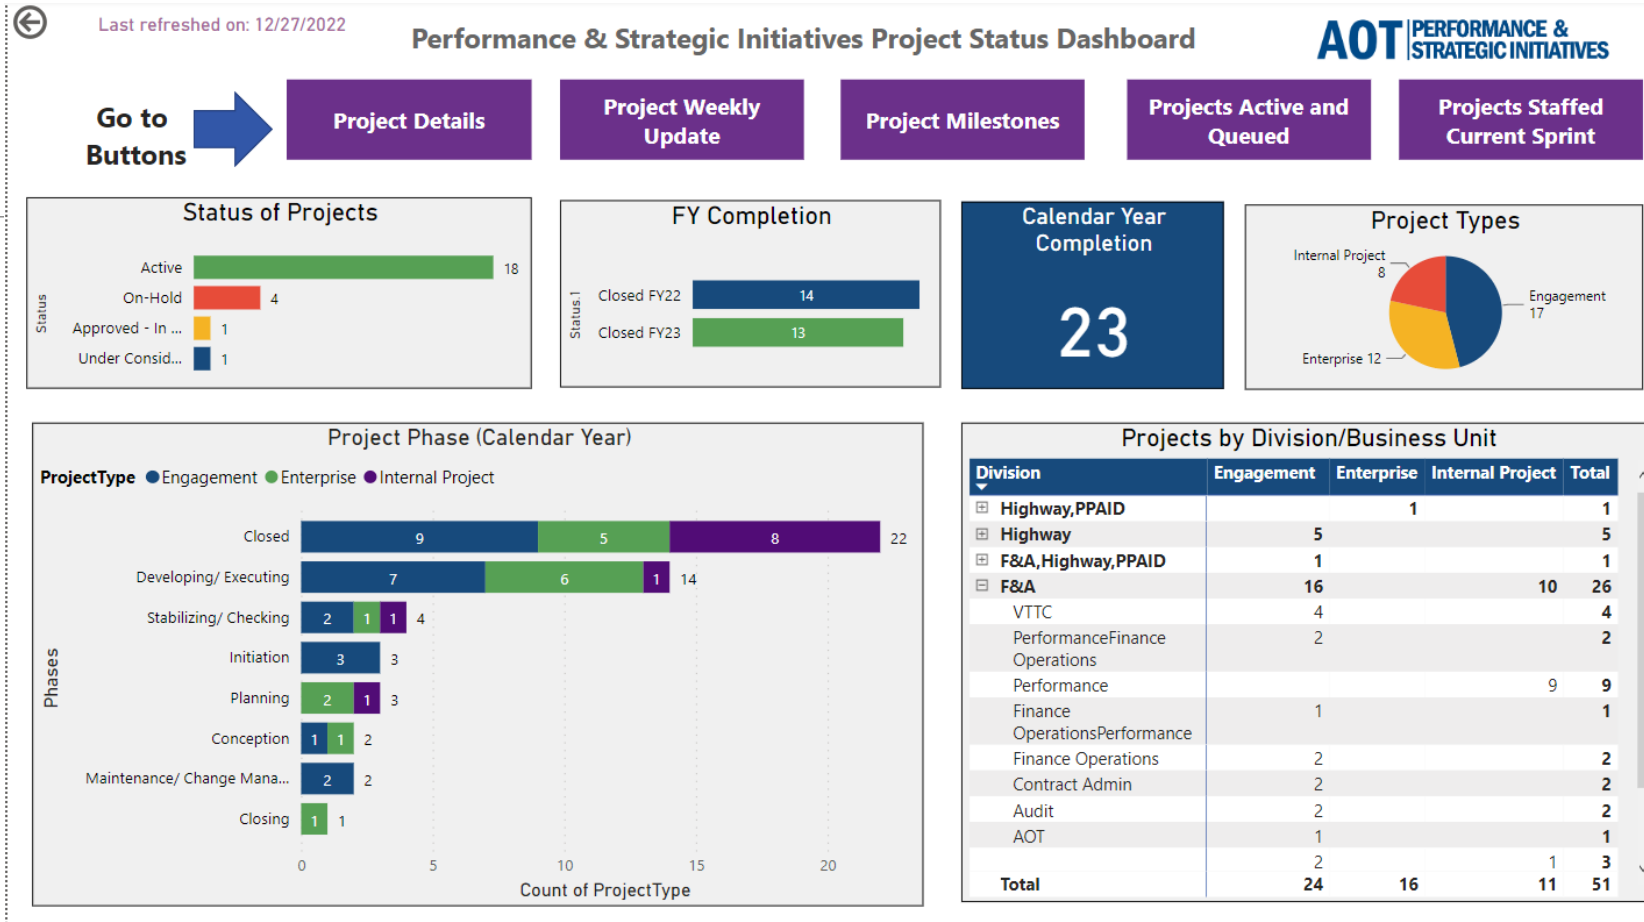 Last refreshed on: 12/27/2022
Performance & Strategic Initiatives Project Status Dashboard
AOT PERFORMANCE &
STRATEGIC INITIATIVES
Go to
Buttons
Project Details
Project Weekly
Update
Project Milestones
Projects Active and
Queued
Projects Staffed
Current Sprint
Status of Projects
Status
Active 18
On-Hold 4
Approved - In ... 1
Under Consid... 1
FY Completion
Status.1
Closed FY22 14
Closed FY23 13
Calendar Year
Completion
23
Project Types
Internal Project
8
Engagement
17
Enterprise 12
Project Phase (Calendar Year)
ProjectType Engagement Enterprise Internal Project
Phases
Closed 9 5 8 22
Developing/ Executing 7 6 1 14
Stabilizing/ Checking 2 1 1 4
Initiation 3 3
Planning 2 1 3
Conception 1 1 2
Maintenance/ Change Mana... 2 2
Closing 1 1
0 5 10 15 20
Count of ProjectType
Projects by Division/Business Unit
Division Engagement Enterprise Internal Project Total
Highway,PPAID 1 1
Highway 5 5
F&A,Highway,PPAID 1 1
F&A 16 10 26
VTTC 4 4
PerformanceFinance 2 2
Operations
Performance 9 9
Finance 1 1
OperationsPerformance
Finance Operations 2 2
Contract Admin 2 2
Audit 2 2
AOT 1 1
2 1 3
Total 24 16 11 51